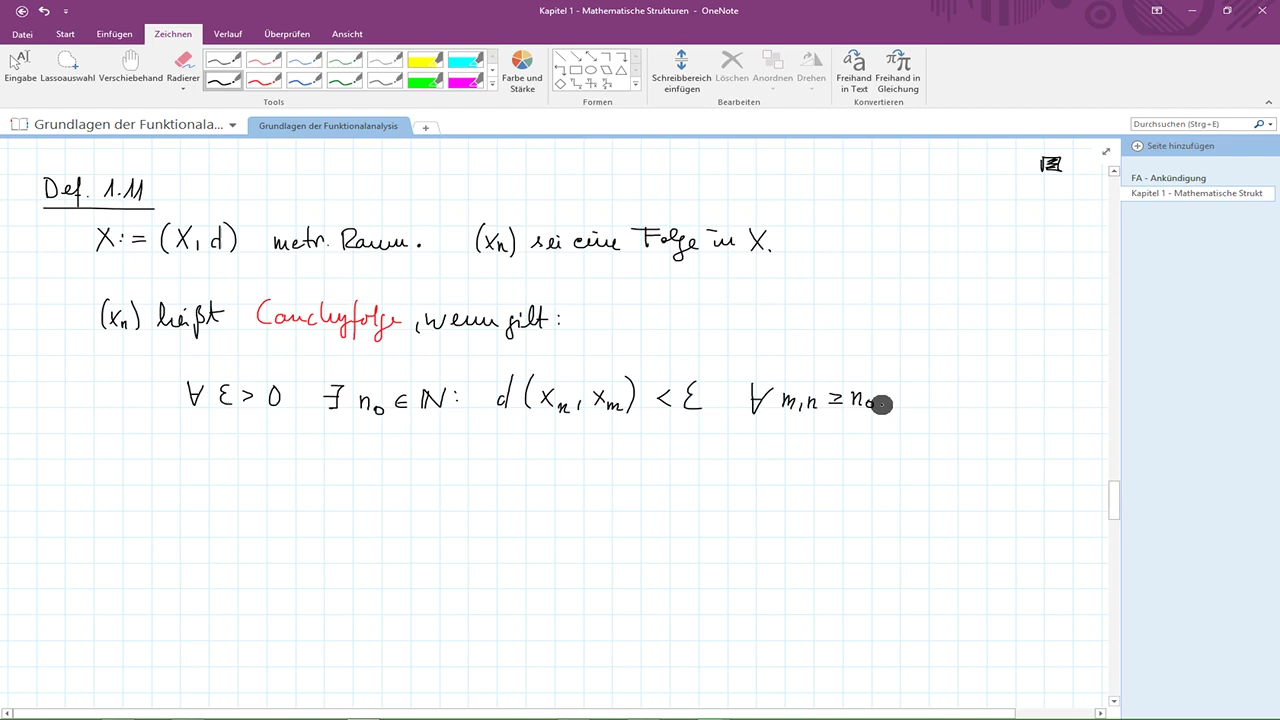 Kapitel 1 - Mathematische Strukturen - OneNote
Datei Start Einfügen Zeichnen Verlauf Überprüfen Ansicht
Eingabe Lassoauswahl Verschiebehand Radierer
Farbe und Stärke
Schreibbereich einfügen
Löschen Anordnen Drehen
Freihand in Text
Freihand in Gleichung
Tools Formen Bearbeiten Konvertieren
Grundlagen der Funktionala...
Grundlagen der Funktionalanalysis
Durchsuchen (Strg+E)
Seite hinzufügen
FA - Ankündigung
Kapitel 1 - Mathematische Strukt
Def. 1.11
X := (X, d) metr. Raum. (xₙ) sei eine Folge in X.
(xₙ) heißt Cauchyfolge, wenn gilt:
∀ ε > 0 ∃ n₀ ∈ ℕ: d(xₙ, xₘ) < ε ∀ m, n ≥ n₀